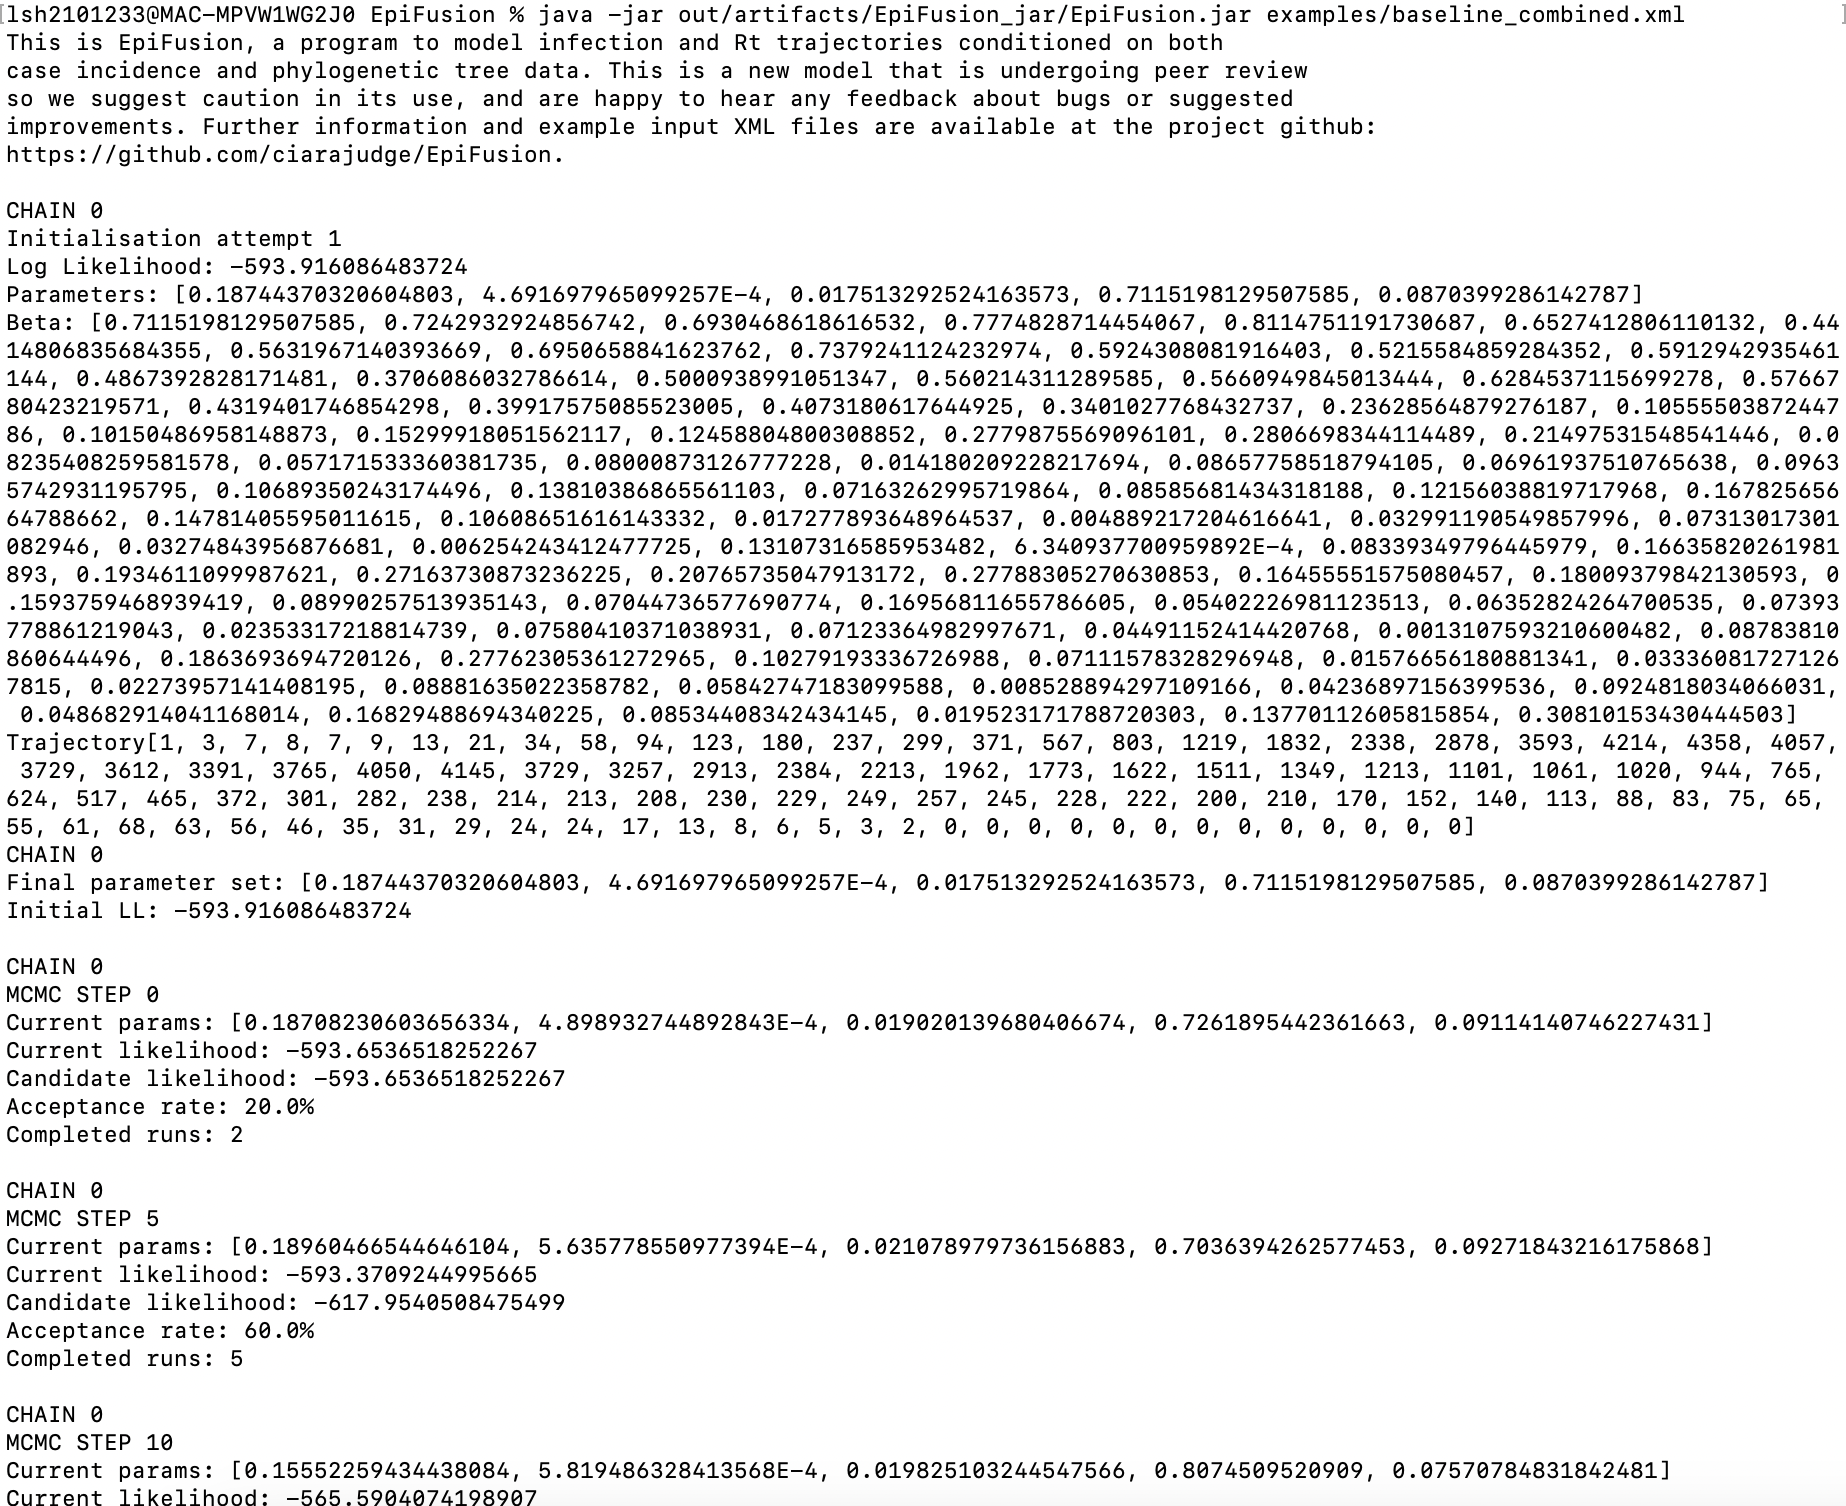 [lsh2101233@MAC-MPVW1WG2J0 EpiFusion % java -jar out/artifacts/EpiFusion_jar/EpiFusion.jar examples/baseline_combined.xml ]
This is EpiFusion, a program to model infection and Rt trajectories conditioned on both
case incidence and phylogenetic tree data. This is a new model that is undergoing peer review
so we suggest caution in its use, and are happy to hear any feedback about bugs or suggested
improvements. Further information and example input XML files are available at the project github:
https://github.com/ciarajudge/EpiFusion.

CHAIN 0
Initialisation attempt 1
Log Likelihood: -593.916086483724
Parameters: [0.18744370320604803, 4.691697965099257E-4, 0.017513292524163573, 0.7115198129507585, 0.0870399286142787]
Beta: [0.7115198129507585, 0.7242932924856742, 0.6930468618616532, 0.7774828714454067, 0.8114751191730687, 0.6527412806110132, 0.44
14806835684355, 0.5631967140393669, 0.6950658841623762, 0.7379241124232974, 0.5924308081916403, 0.5215584859284352, 0.5912942935461
144, 0.4867392828171481, 0.3706086032786614, 0.5000938991051347, 0.560214311289585, 0.5660949845013444, 0.6284537115699278, 0.57667
80423219571, 0.4319401746854298, 0.39917575085523005, 0.4073180617644925, 0.3401027768432737, 0.23628564879276187, 0.10555503872447
86, 0.10150486958148873, 0.15299918051562117, 0.12458804800308852, 0.2779875569096101, 0.2806698344114489, 0.21497531548541446, 0.0
8235408259581578, 0.057171533360381735, 0.08000873126777228, 0.014180209228217694, 0.08657758518794105, 0.06961937510765638, 0.0963
5742931195795, 0.10689350243174496, 0.13810386865561103, 0.07163262995719864, 0.08585681434318188, 0.12156038819717968, 0.167825656
64788662, 0.14781405595011615, 0.10608651616143332, 0.017277893648964537, 0.004889217204616641, 0.032991190549857996, 0.07313017301
082946, 0.03274843956876681, 0.006254243412477725, 0.13107316585953482, 6.340937700959892E-4, 0.08339349796445979, 0.16635820261981
893, 0.1934611099987621, 0.27163730873236225, 0.20765735047913172, 0.27788305270630853, 0.16455551575080457, 0.18009379842130593, 0
.1593759468939419, 0.08990257513935143, 0.07044736577690774, 0.16956811655786605, 0.05402226981123513, 0.06352824264700535, 0.07393
778861219043, 0.02353317218814739, 0.07580410371038931, 0.07123364982997671, 0.04491152414420768, 0.0013107593210600482, 0.08783810
860644496, 0.1863693694720126, 0.27762305361272965, 0.10279193336726988, 0.07111578328296948, 0.01576656180881341, 0.03336081727126
7815, 0.02273957141408195, 0.08881635022358782, 0.05842747183099588, 0.008528894297109166, 0.04236897156399536, 0.0924818034066031,
 0.048682914041168014, 0.16829488694340225, 0.08534408342434145, 0.019523171788720303, 0.13770112605815854, 0.30810153430444503]
Trajectory[1, 3, 7, 8, 7, 9, 13, 21, 34, 58, 94, 123, 180, 237, 299, 371, 567, 803, 1219, 1832, 2338, 2878, 3593, 4214, 4358, 4057,
 3729, 3612, 3391, 3765, 4050, 4145, 3729, 3257, 2913, 2384, 2213, 1962, 1773, 1622, 1511, 1349, 1213, 1101, 1061, 1020, 944, 765,
624, 517, 465, 372, 301, 282, 238, 214, 213, 208, 230, 229, 249, 257, 245, 228, 222, 200, 210, 170, 152, 140, 113, 88, 83, 75, 65,
55, 61, 68, 63, 56, 46, 35, 31, 29, 24, 24, 17, 13, 8, 6, 5, 3, 2, 0, 0, 0, 0, 0, 0, 0, 0, 0, 0, 0, 0, 0]
CHAIN 0
Final parameter set: [0.18744370320604803, 4.691697965099257E-4, 0.017513292524163573, 0.7115198129507585, 0.0870399286142787]
Initial LL: -593.916086483724

CHAIN 0
MCMC STEP 0
Current params: [0.18708230603656334, 4.898932744892843E-4, 0.019020139680406674, 0.7261895442361663, 0.09114140746227431]
Current likelihood: -593.6536518252267
Candidate likelihood: -593.6536518252267
Acceptance rate: 20.0%
Completed runs: 2

CHAIN 0
MCMC STEP 5
Current params: [0.18960466544646104, 5.635778550977394E-4, 0.021078979736156883, 0.7036394262577453, 0.09271843216175868]
Current likelihood: -593.3709244995665
Candidate likelihood: -617.9540508475499
Acceptance rate: 60.0%
Completed runs: 5

CHAIN 0
MCMC STEP 10
Current params: [0.15552259434438084, 5.819486328413568E-4, 0.019825103244547566, 0.8074509520909, 0.07570784831842481]
Current likelihood: -565.5904074198907